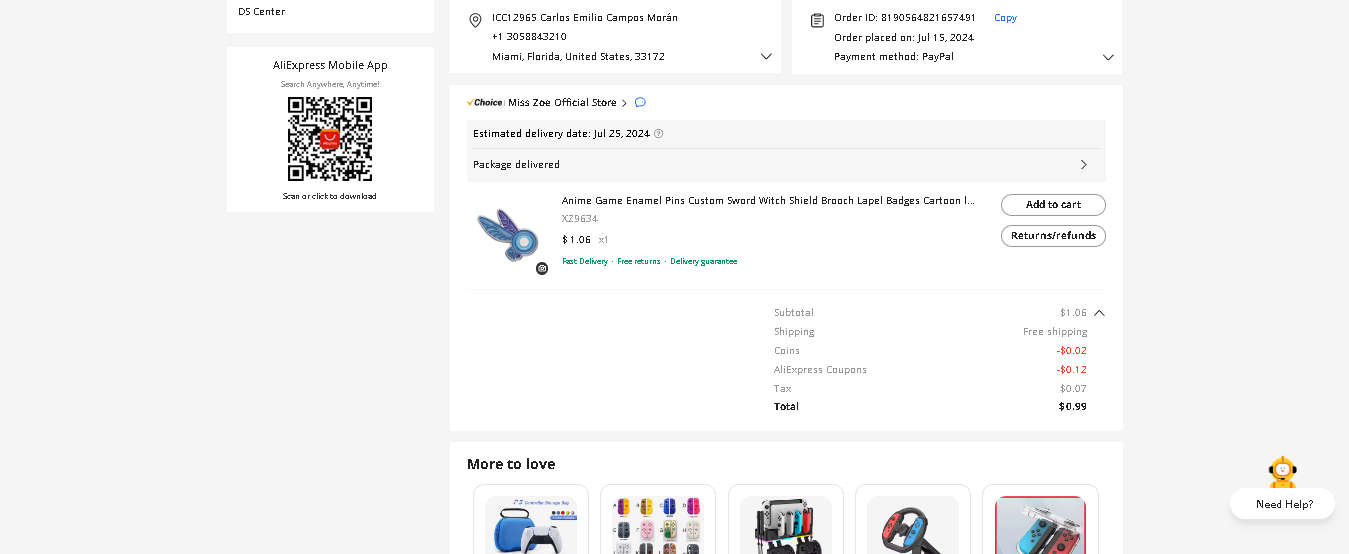 DS Center
AliExpress Mobile App
Search Anywhere, Anytime!
Scan or click to download
ICC12965 Carlos Emilio Campos Morán
+1 3058843210
Miami, Florida, United States, 33172
Order ID: 8190564821657491 Copy
Order placed on: Jul 15, 2024
Payment method: PayPal
Choice Miss Zoe Official Store
Estimated delivery date: Jul 25, 2024
Package delivered
Anime Game Enamel Pins Custom Sword Witch Shield Brooch Lapel Badges Cartoon l...
XZ9634
$1.06 x1
Fast Delivery · Free returns · Delivery guarantee
Add to cart
Returns/refunds
Subtotal $1.06
Shipping Free shipping
Coins -$0.02
AliExpress Coupons -$0.12
Tax $0.07
Total $0.99
More to love
Need Help?